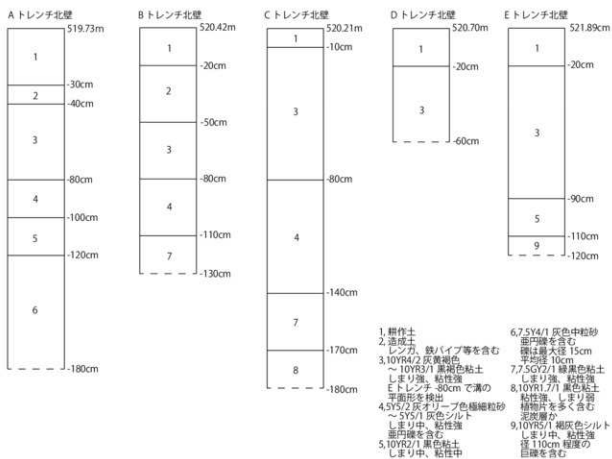 A トレンチ北壁
519.73m
1
-30cm
2
-40cm
3
-80cm
4
-100cm
5
-120cm
6
-180cm
B トレンチ北壁
520.42m
1
-20cm
2
-50cm
3
-80cm
4
-110cm
7
-130cm
C トレンチ北壁
520.21m
1
-10cm
3
-80cm
4
-140cm
7
-170cm
8
-180cm
D トレンチ北壁
520.70m
1
-20cm
3
-60cm
E トレンチ北壁
521.89cm
1
-20cm
3
-90cm
5
-110cm
9
-120cm
1, 耕作土
2, 造成土
レンガ、鉄パイプ等を含む
3,10YR4/2 灰黄褐色
～ 10YR3/1 黒褐色粘土
しまり強、粘性強
E トレンチ -80cm で溝の
平面形を検出
4,5Y5/2 灰オリーブ色極細粒砂
～ 5Y5/1 灰色シルト
しまり中、粘性強
亜円礫を含む
5,10YR2/1 黒色粘土
しまり中、粘性中
6,7.5Y4/1 灰色中粒砂
亜円礫を含む
礫は最大径 15cm
平均径 10cm
7,7.5GY2/1 緑黒色粘土
しまり強、粘性強
8,10YR1.7/1 黒色粘土
粘性強、しまり弱
植物片を多く含む
泥炭層か
9,10YR5/1 褐灰色シルト
しまり中、粘性強
径 110cm 程度の
巨礫を含む